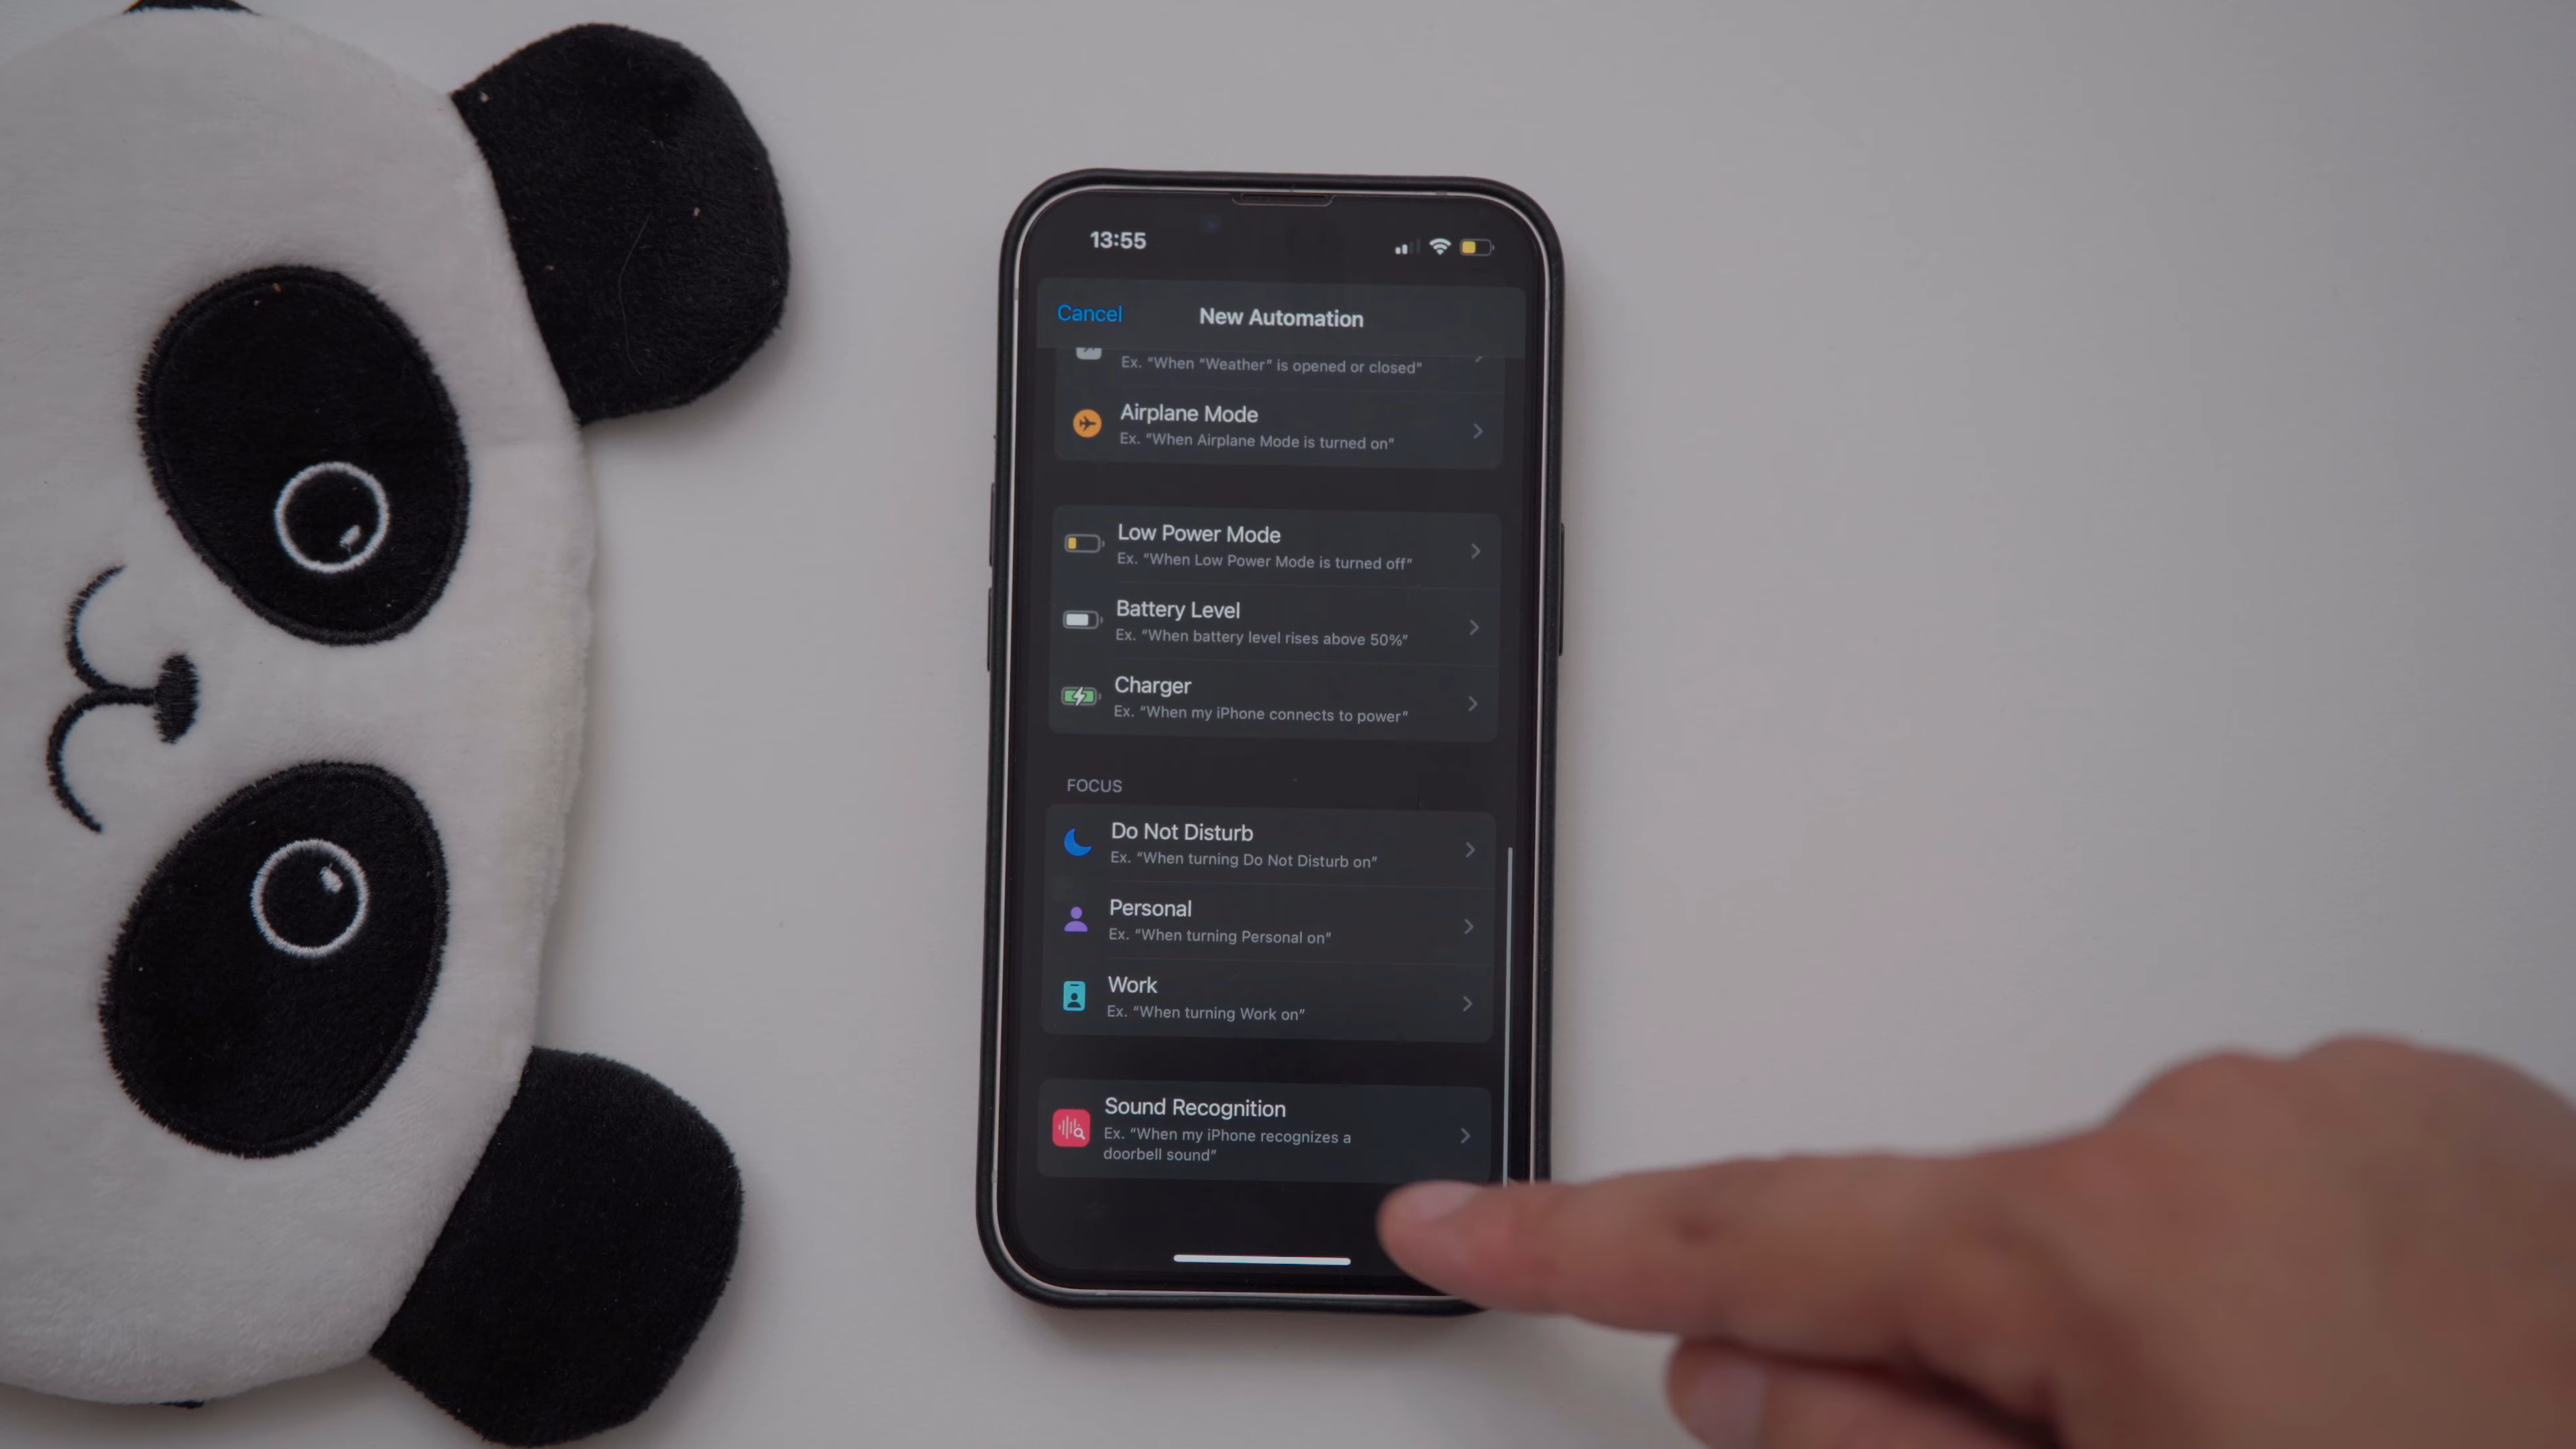 13:55
Cancel
New Automation
Ex. “When “Weather” is opened or closed”
Airplane Mode
Ex. “When Airplane Mode is turned on”
Low Power Mode
Ex. “When Low Power Mode is turned off”
Battery Level
Ex. “When battery level rises above 50%”
Charger
Ex. “When my iPhone connects to power”
FOCUS
Do Not Disturb
Ex. “When turning Do Not Disturb on”
Personal
Ex. “When turning Personal on”
Work
Ex. “When turning Work on”
Sound Recognition
Ex. “When my iPhone recognizes a
doorbell sound”